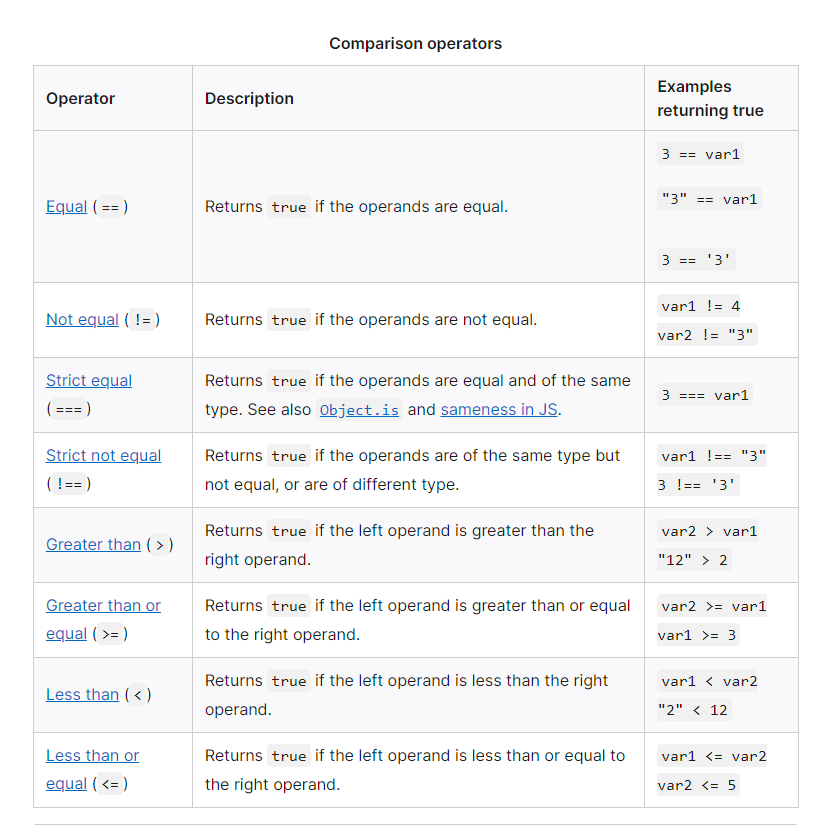 Comparison operators
Operator
Description
Examples
returning true
Equal ( == )
Returns true if the operands are equal.
3 == var1
"3" == var1
3 == '3'
Not equal ( != )
Returns true if the operands are not equal.
var1 != 4
var2 != "3"
Strict equal
( === )
Returns true if the operands are equal and of the same
type. See also Object.is and sameness in JS.
3 === var1
Strict not equal
( !== )
Returns true if the operands are of the same type but
not equal, or are of different type.
var1 !== "3"
3 !== '3'
Greater than ( > )
Returns true if the left operand is greater than the
right operand.
var2 > var1
"12" > 2
Greater than or
equal ( >= )
Returns true if the left operand is greater than or equal
to the right operand.
var2 >= var1
var1 >= 3
Less than ( < )
Returns true if the left operand is less than the right
operand.
var1 < var2
"2" < 12
Less than or
equal ( <= )
Returns true if the left operand is less than or equal to
the right operand.
var1 <= var2
var2 <= 5